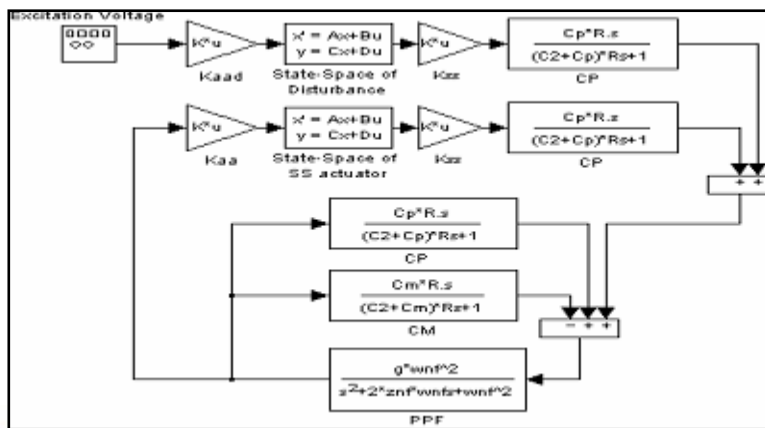 Excitation Voltage
K*u
Kaad
x' = Ax+Bu
y = Cx+Du
State-Space of
Disturbance
K*u
Kss
Cp*R.s
(C2+Cp)*Rs+1
CP
K*u
Kaa
x' = Ax+Bu
y = Cx+Du
State-Space of
SS actuator
K*u
Kss
Cp*R.s
(C2+Cp)*Rs+1
CP
+ +
Cp*R.s
(C2+Cp)*Rs+1
CP
Cm*R.s
(C2+Cm)*Rs+1
CM
− + +
g*wnf^2
s²+2*znf*wnfs+wnf^2
PPF